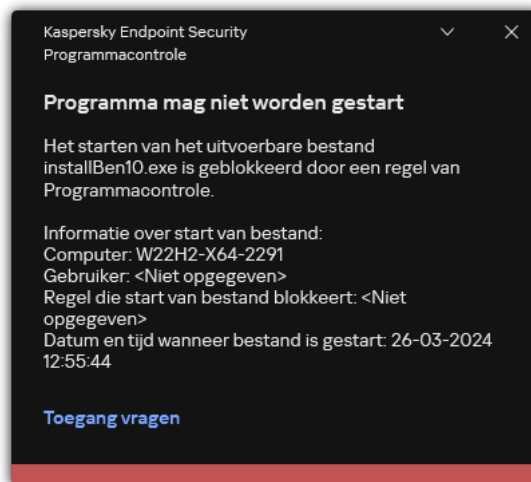 Kaspersky Endpoint Security
Programmacontrole
Programma mag niet worden gestart
Het starten van het uitvoerbare bestand
installBen10.exe is geblokkeerd door een regel van
Programmacontrole.
Informatie over start van bestand:
Computer: W22H2-X64-2291
Gebruiker: <Niet opgegeven>
Regel die start van bestand blokkeert: <Niet
opgegeven>
Datum en tijd wanneer bestand is gestart: 26-03-2024
12:55:44
Toegang vragen